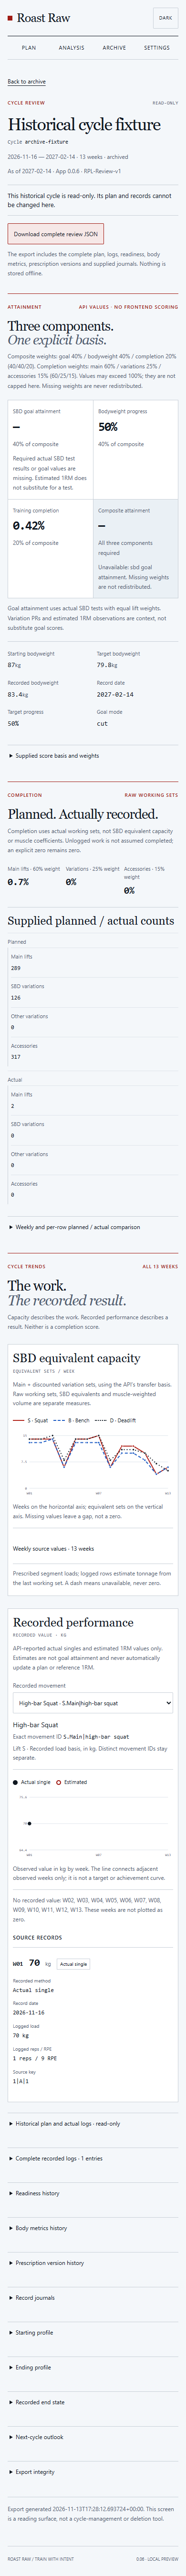 Roast Raw
DARK
PLAN
ANALYSIS
ARCHIVE
SETTINGS
Back to archive
CYCLE REVIEW
READ-ONLY
Historical cycle fixture
Cycle archive-fixture
2026-11-16 — 2027-02-14 · 13 weeks · archived
As of 2027-02-14 · App 0.0.6 · RPL-Review-v1
This historical cycle is read-only. Its plan and records cannot
be changed here.
Download complete review JSON
The export includes the complete plan, logs, readiness, body
metrics, prescription versions and supplied journals. Nothing is
stored offline.
ATTAINMENT
API VALUES · NO FRONTEND SCORING
Three components.
One explicit basis.
Composite weights: goal 40% / bodyweight 40% / completion 20%
(40/40/20). Completion weights: main 60% / variations 25% /
accessories 15% (60/25/15). Values may exceed 100%; they are not
capped here. Missing weights are never redistributed.
SBD goal attainment
—
40% of composite
Required actual SBD test
results or goal values are
missing. Estimated 1RM does
not substitute for a test.
Bodyweight progress
50%
40% of composite
Training completion
0.42%
20% of composite
Composite attainment
—
All three components
required
Unavailable: sbd goal
attainment. Missing weights
are not redistributed.
Goal attainment uses actual SBD tests with equal lift weights.
Variation PRs and estimated 1RM observations are context, not
substitute goal scores.
Starting bodyweight
87kg
Target bodyweight
79.8kg
Recorded bodyweight
83.4kg
Record date
2027-02-14
Target progress
50%
Goal mode
cut
Supplied score basis and weights
COMPLETION
RAW WORKING SETS
Planned. Actually recorded.
Completion uses actual working sets, not SBD equivalent capacity
or muscle coefficients. Unlogged work is not assumed completed;
an explicit zero remains zero.
Main lifts · 60% weight
0.7%
Variations · 25% weight
0%
Accessories · 15%
weight
0%
Supplied planned / actual counts
Planned
Main lifts
289
SBD variations
126
Other variations
0
Accessories
317
Actual
Main lifts
2
SBD variations
0
Other variations
0
Accessories
0
Weekly and per-row planned / actual comparison
CYCLE TRENDS
ALL 13 WEEKS
The work.
The recorded result.
Capacity describes the work. Recorded performance describes a
result. Neither is a completion score.
SBD equivalent capacity
EQUIVALENT SETS / WEEK
Main + discounted variation sets, using the API's transfer basis.
Raw working sets, SBD equivalents and muscle-weighted
volume are separate measures.
S · Squat
B · Bench
D · Deadlift
W01
W07
W13
Weeks on the horizontal axis; equivalent sets on the vertical
axis. Missing values leave a gap, not a zero.
Weekly source values · 13 weeks
Prescribed segment loads; logged rows estimate tonnage from
the last working set. A dash means unavailable, never zero.
Recorded performance
RECORDED VALUE · KG
API-reported actual singles and estimated 1RM values only.
Estimates are not goal attainment and never automatically
update a plan or reference 1RM.
Recorded movement
High-bar Squat · S.Main|high-bar squat
High-bar Squat
Exact movement ID S.Main|high-bar squat
Lift S · Recorded load basis, in kg. Distinct movement IDs stay
separate.
Actual single
Estimated
W01
W07
W13
Observed value in kg by week. The line connects adjacent
observed weeks only; it is not a target or achievement curve.
No recorded value: W02, W03, W04, W05, W06, W07, W08,
W09, W10, W11, W12, W13. These weeks are not plotted as
zero.
SOURCE RECORDS
W01 70 kg Actual single
Recorded method
Actual single
Record date
2026-11-16
Logged load
70 kg
Logged reps / RPE
1 reps / 9 RPE
Source key
1|A|1
Historical plan and actual logs · read-only
Complete recorded logs · 1 entries
Readiness history
Body metrics history
Prescription version history
Record journals
Starting profile
Ending profile
Recorded end state
Next-cycle outlook
Export integrity
Export generated 2026-11-13T17:28:12.693724+00:00. This screen
is a reading surface, not a cycle-management or deletion tool.
ROAST RAW / TRAIN WITH INTENT
0.06 · LOCAL PREVIEW